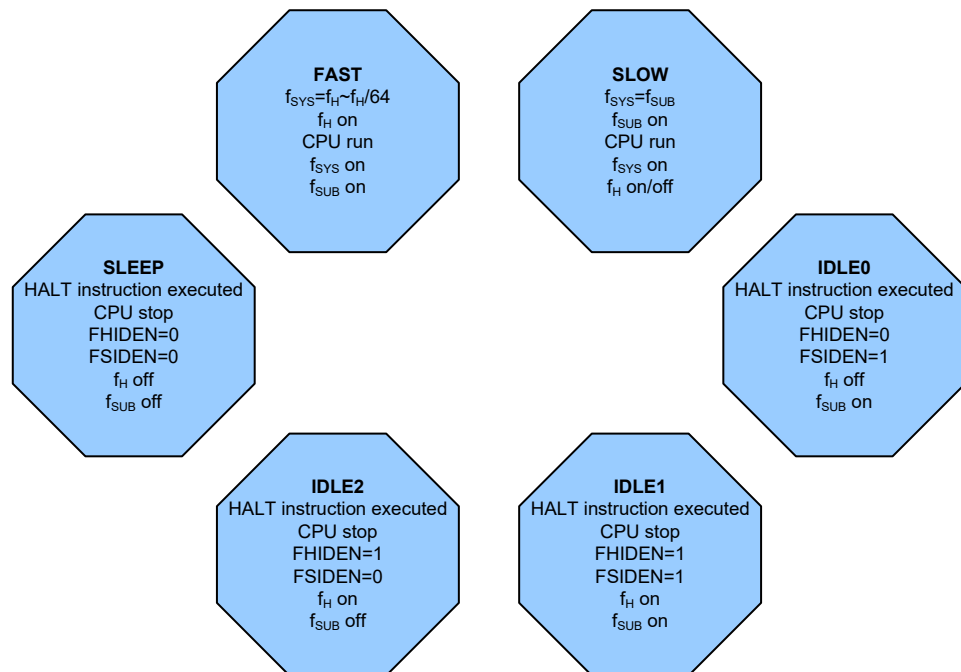 FAST
fSYS=fH~fH/64
fH on
CPU run
fSYS on
fSUB on
SLOW
fSYS=fSUB
fSUB on
CPU run
fSYS on
fH on/off
SLEEP
HALT instruction executed
CPU stop
FHIDEN=0
FSIDEN=0
fH off
fSUB off
IDLE0
HALT instruction executed
CPU stop
FHIDEN=0
FSIDEN=1
fH off
fSUB on
IDLE2
HALT instruction executed
CPU stop
FHIDEN=1
FSIDEN=0
fH on
fSUB off
IDLE1
HALT instruction executed
CPU stop
FHIDEN=1
FSIDEN=1
fH on
fSUB on